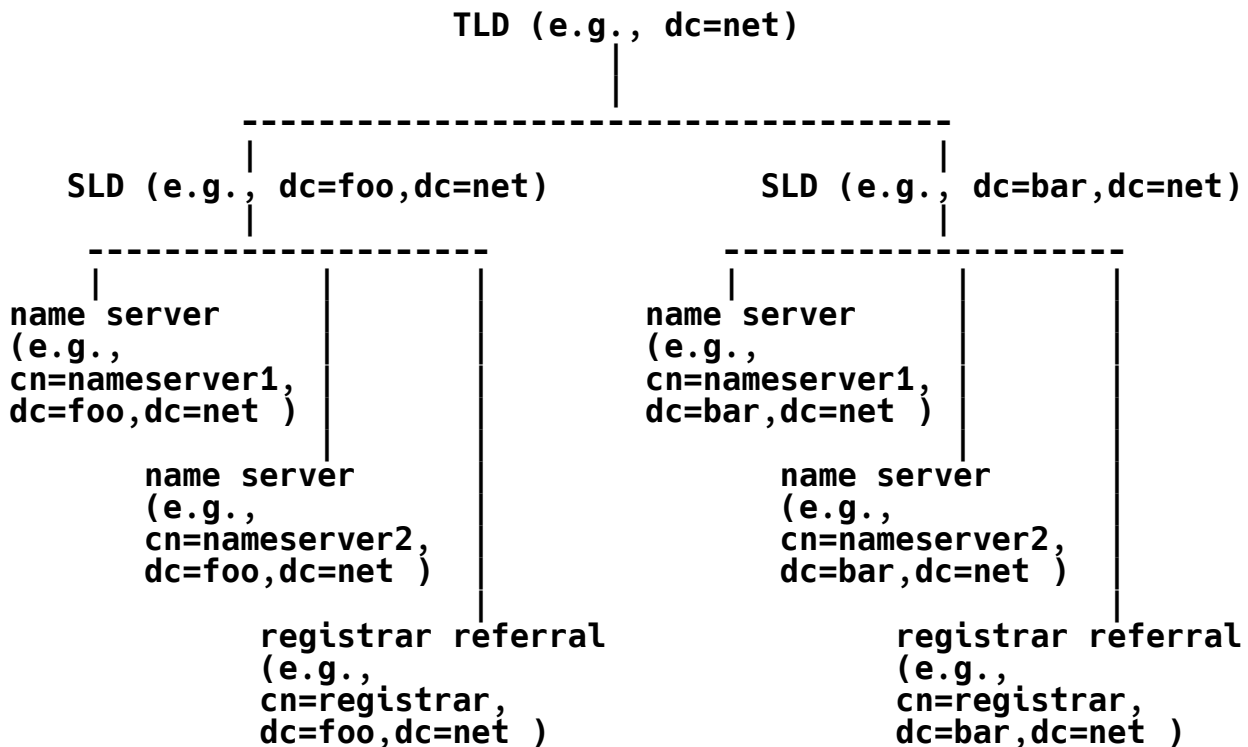 TLD (e.g., dc=net)
SLD (e.g., dc=foo,dc=net) SLD (e.g., dc=bar,dc=net)
name server name server
(e.g., (e.g.,
cn=nameserver1, cn=nameserver1,
dc=foo,dc=net ) dc=bar,dc=net )
name server name server
(e.g., (e.g.,
cn=nameserver2, cn=nameserver2,
dc=foo,dc=net ) dc=bar,dc=net )
registrar referral registrar referral
(e.g., (e.g.,
cn=registrar, cn=registrar,
dc=foo,dc=net ) dc=bar,dc=net )